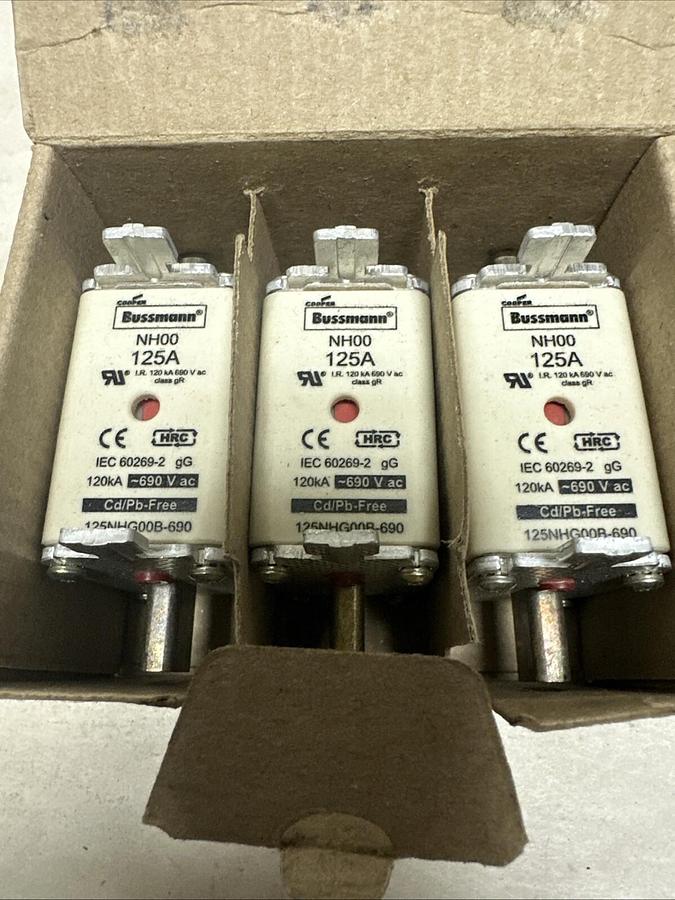 COOPER
Bussmann®
NH00
125A
I.R. 120 kA 690 V ac
class gR
CE
HRC
IEC 60269-2 gG
120kA ~690 V ac
Cd/Pb-Free
125NHG00B-690
COOPER
Bussmann®
NH00
125A
I.R. 120 kA 690 V ac
class gR
CE
HRC
IEC 60269-2 gG
120kA ~690 V ac
Cd/Pb-Free
125NHG00B-690
COOPER
Bussmann®
NH00
125A
I.R. 120 kA 690 V ac
class gR
CE
HRC
IEC 60269-2 gG
120kA ~690 V ac
Cd/Pb-Free
125NHG00B-690